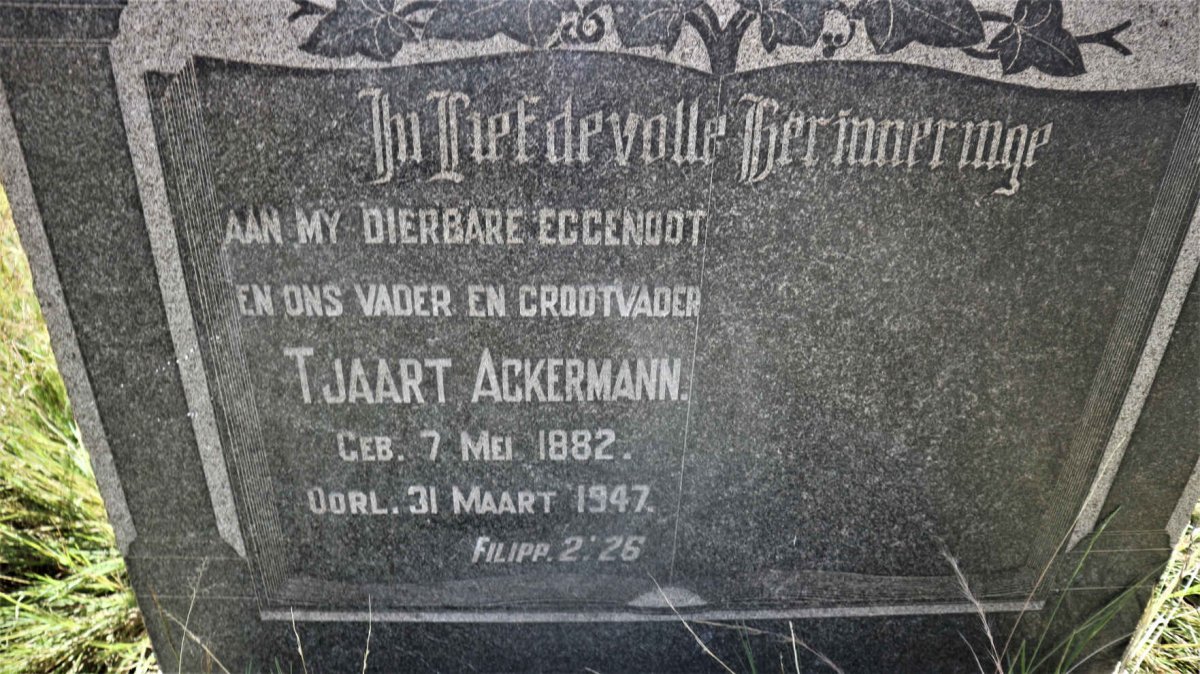 In Liefdevolle Herinneringe
AAN MY DIERBARE EGGENOOT
EN ONS VADER EN GROOTVADER
TJAART ACKERMANN.
GEB. 7 MEI 1882.
OORL. 31 MAART 1947.
FILIPP. 2:26